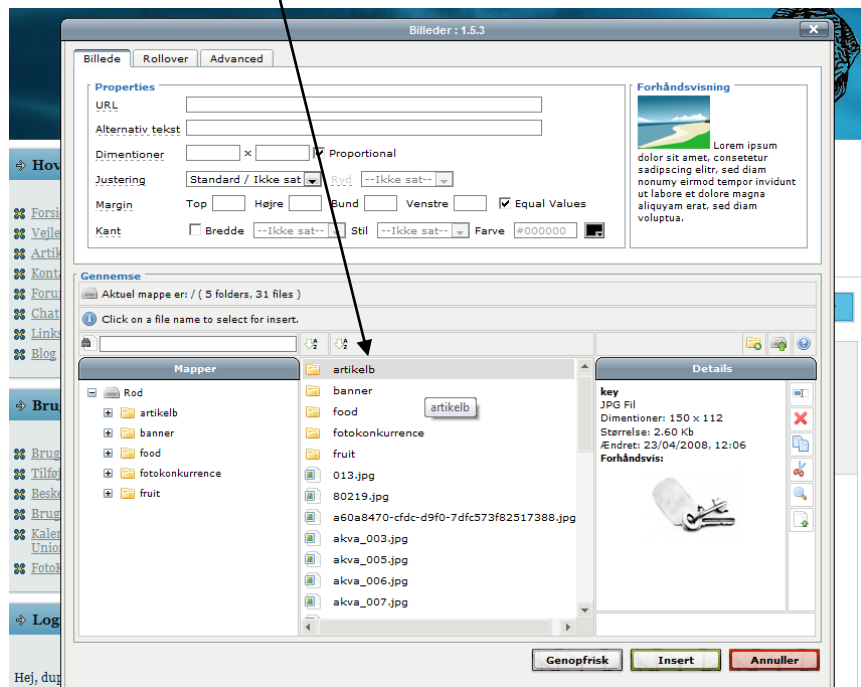 Billeder : 1.5.3
Billede Rollover Advanced
Properties
URL
Alternativ tekst
Dimentioner × Proportional
Justering Standard / Ikke sat Ryd --Ikke sat--
Margin Top Højre Bund Venstre Equal Values
Kant Bredde --Ikke sat-- Stil --Ikke sat-- Farve #000000
Forhåndsvisning
Lorem ipsum
dolor sit amet, consetetur
sadipscing elitr, sed diam
nonumy eirmod tempor invidunt
ut labore et dolore magna
aliquyam erat, sed diam
voluptua.
Gennemse
Aktuel mappe er: / ( 5 folders, 31 files )
Click on a file name to select for insert.
Mapper
Rod
artikelb
banner
food
fotokonkurrence
fruit
artikelb
banner
food
fotokonkurrence
fruit
013.jpg
80219.jpg
a60a8470-cfdc-d9f0-7dfc573f82517388.jpg
akva_003.jpg
akva_005.jpg
akva_006.jpg
akva_007.jpg
artikelb
Details
key
JPG Fil
Dimentioner: 150 x 112
Størrelse: 2.60 Kb
Ændret: 23/04/2008, 12:06
Forhåndsvis:
Genopfrisk Insert Annuller
Hov
Forsi
Vejle
Artik
Konta
Foru
Chat
Links
Blog
Bru
Brug
Tilføj
Beske
Brug
Kaler
Union
Fotok
Log
Hej, dup